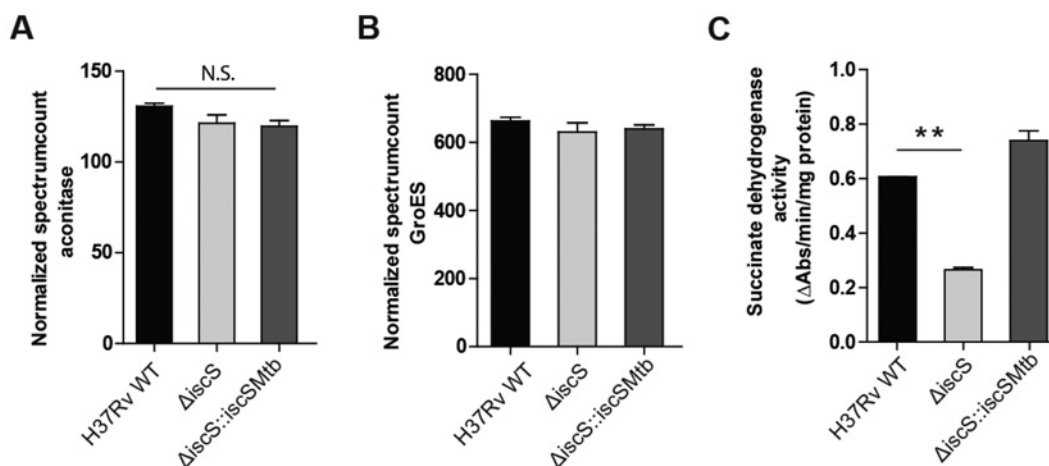 A
Normalized spectrumcount
aconitase
150
100
50
0
N.S.
H37Rv WT
ΔiscS
ΔiscS::iscSMtb
B
Normalized spectrumcount
GroES
800
600
400
200
0
H37Rv WT
ΔiscS
ΔiscS::iscSMtb
C
Succinate dehydrogenase
activity
(ΔAbs/min/mg protein)
1.0
0.8
0.6
0.4
0.2
0.0
**
H37Rv WT
ΔiscS
ΔiscS::iscSMtb